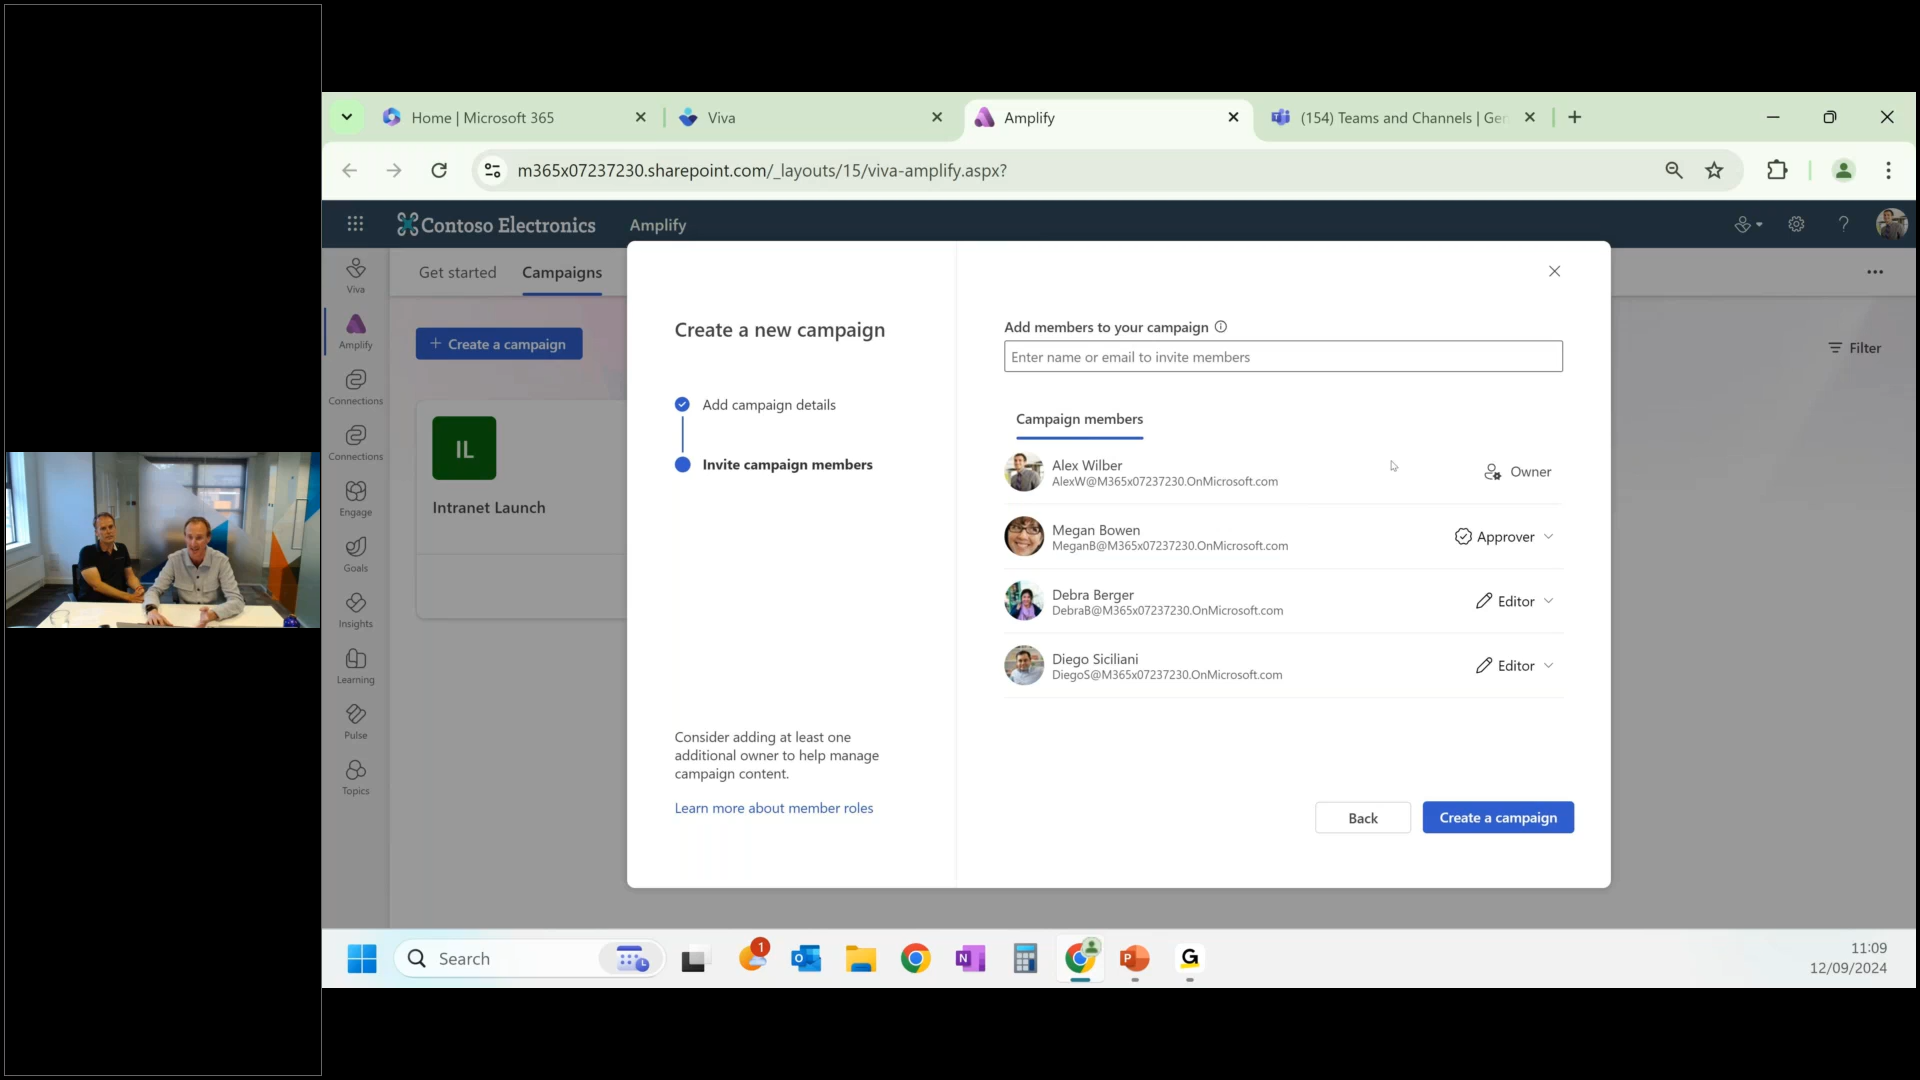 Home | Microsoft 365
Viva
Amplify
(154) Teams and Channels | Ger
m365x07237230.sharepoint.com/_layouts/15/viva-amplify.aspx?
Contoso Electronics
Amplify
Get started
Campaigns
Viva
Amplify
Connections
Connections
Engage
Goals
Insights
Learning
Pulse
Topics
+ Create a campaign
Filter
IL
Intranet Launch
Create a new campaign
Add campaign details
Invite campaign members
Consider adding at least one
additional owner to help manage
campaign content.
Learn more about member roles
Add members to your campaign
Enter name or email to invite members
Campaign members
Alex Wilber
AlexW@M365x07237230.OnMicrosoft.com
Owner
Megan Bowen
MeganB@M365x07237230.OnMicrosoft.com
Approver
Debra Berger
DebraB@M365x07237230.OnMicrosoft.com
Editor
Diego Siciliani
DiegoS@M365x07237230.OnMicrosoft.com
Editor
Back
Create a campaign
Search
1
11:09
12/09/2024